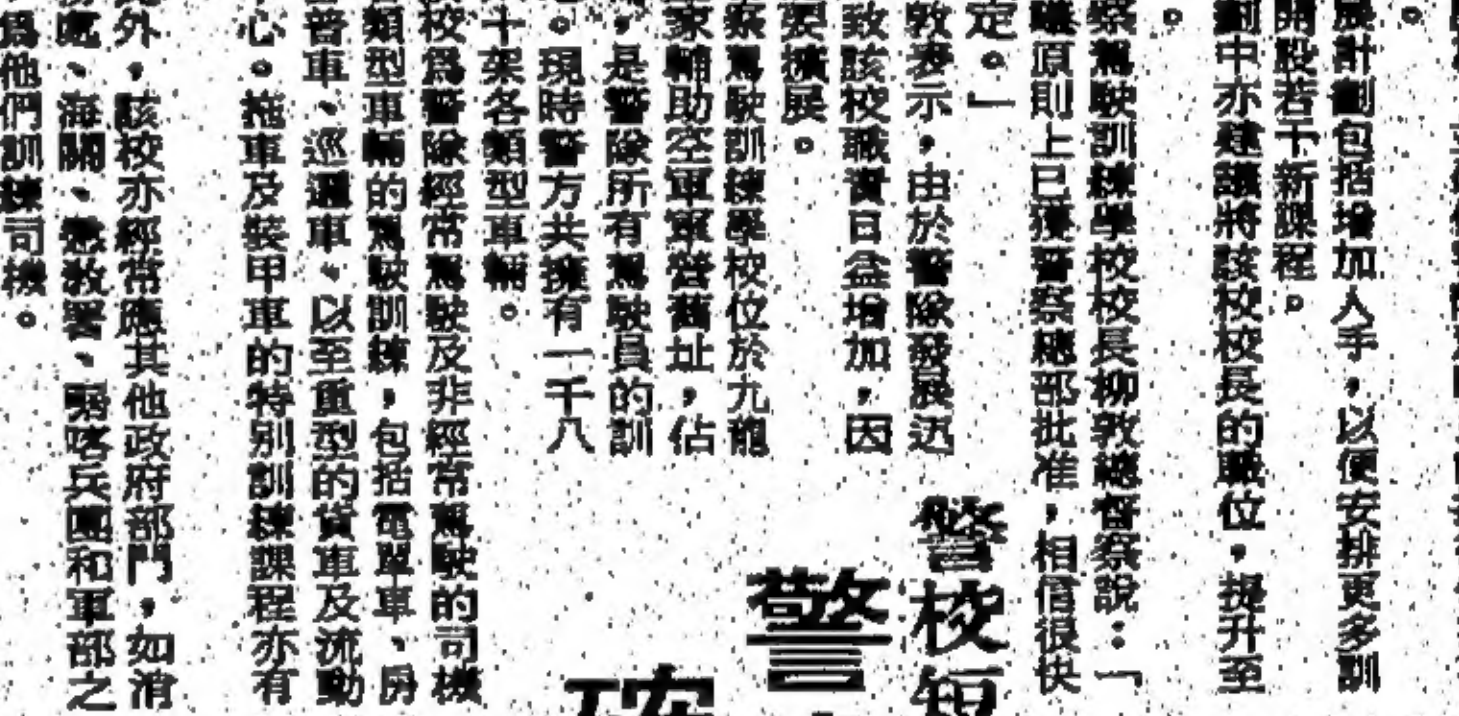 展計劃包括增加人手，以便安排更多訓
開設若干新課程。
劃中亦建議將該校校長的職位，提升至
。
察駕駛訓練學校校長柳敦總督察說：「
原則上已獲警察總部批准，相信很快
定。」
敦表示，由於警隊發展迅
致該校職責日益增加，因
要擴展。
察駕駛訓練學校位於九龍
家輔助空軍軍營舊址，佔
，是警隊所有駕駛員的訓
。現時警方共擁有一千八
十架各類型車輛。
校為警隊經常駕駛及非經常駕駛的司機
類型車輛的駕駛訓練，包括電單車、房
警車、巡邏車、以至重型的貨車及流動
心。拖車及裝甲車的特別訓練課程亦有
外，該校亦經常應其他政府部門，如消
處、海關、懲教署、啹喀兵團和軍部之
為他們訓練司機。
警校
警
確